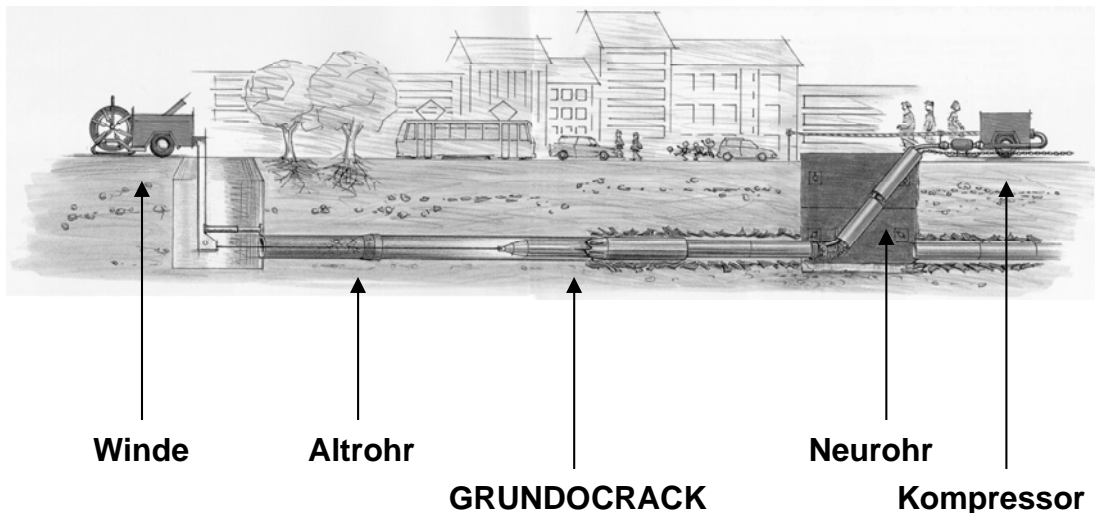 Winde
Altrohr
Neurohr
GRUNDOCRACK
Kompressor